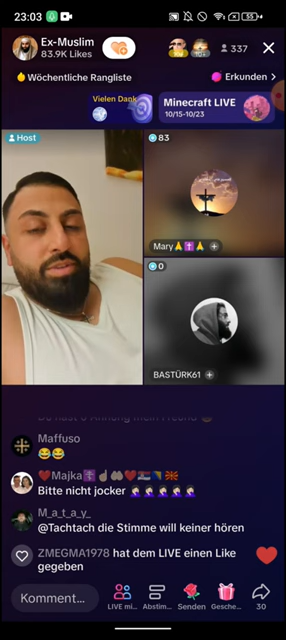 23:03
55
Ex-Muslim
83.9K Likes
337
Wöchentliche Rangliste
Erkunden >
Vielen Dank
Minecraft LIVE
10/15-10/23
Host
83
Mary🙏✝️🙏
0
BASTÜRK61
Maffuso
😂😂
❤️Majka✝️☝🏼🤲🏼❤️🇷🇸🇧🇦🇲🇰
Bitte nicht jocker 🤦🏻‍♀️🤦🏻‍♀️🤦🏻‍♀️🤦🏻‍♀️🤦🏻‍♀️
M_a_t_a_y_
@Tachtach die Stimme will keiner hören
ZMEGMA1978 hat dem LIVE einen Like
gegeben
Komment...
LIVE mi...
Abstim...
Senden
Gesche...
30